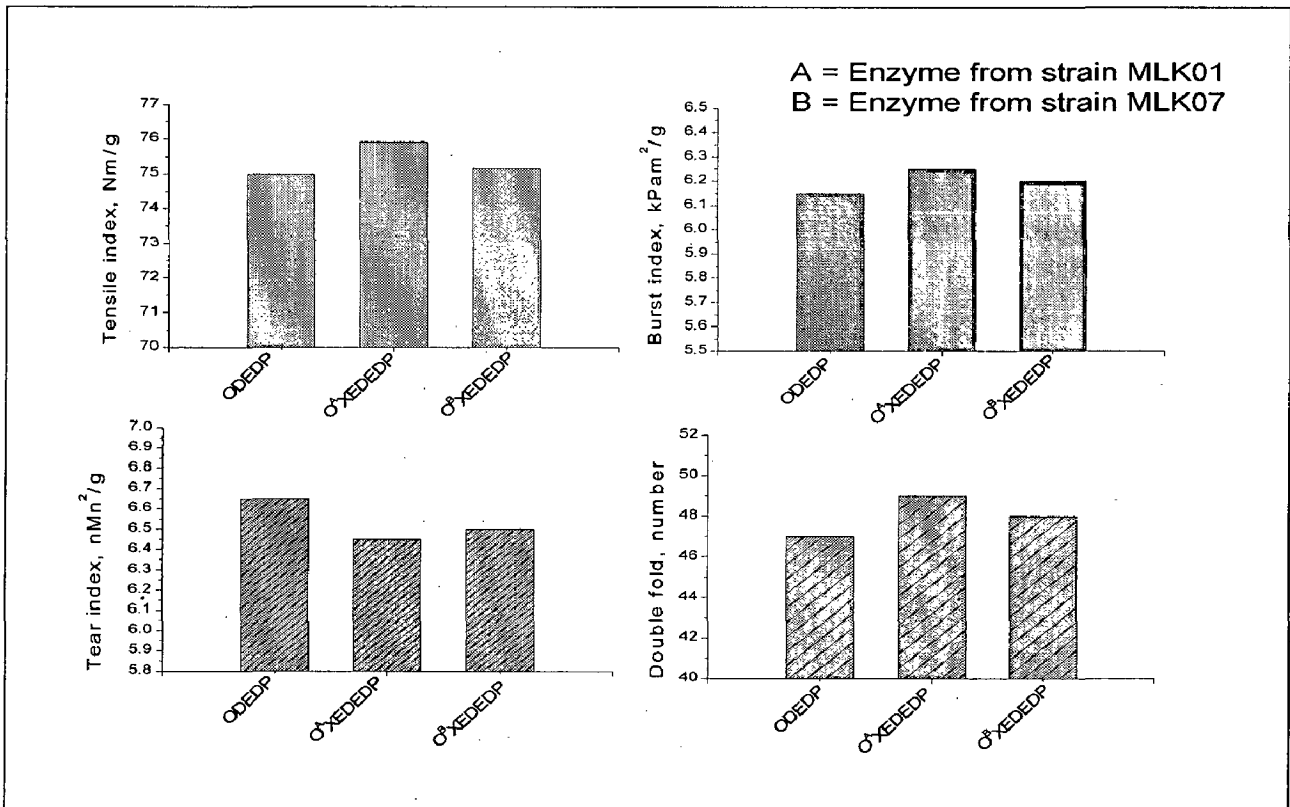 A = Enzyme from strain MLK01
B = Enzyme from strain MLK07
Tensile index, Nm/g
77
76
75
74
73
72
71
70
ODEDP
OᴬXEDEDP
OᴮXEDEDP
Burst index, kPam²/g
6.5
6.4
6.3
6.2
6.1
6.0
5.9
5.8
5.7
5.6
5.5
ODEDP
OᴬXEDEDP
OᴮXEDEDP
Tear index, nMn²/g
7.0
6.9
6.8
6.7
6.6
6.5
6.4
6.3
6.2
6.1
6.0
5.9
5.8
ODEDP
OᴬXEDEDP
OᴮXEDEDP
Double fold, number
52
50
48
46
44
42
40
ODEDP
OᴬXEDEDP
OᴮXEDEDP